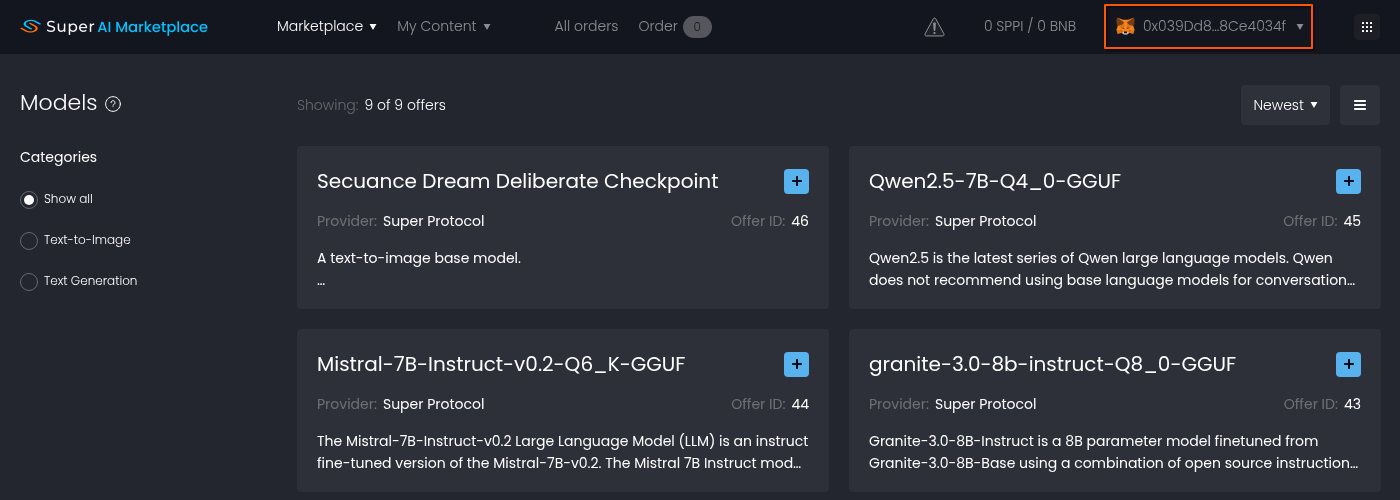 Super AI Marketplace
Marketplace
My Content
All orders
Order 0
0 SPPI / 0 BNB
0x039Dd8...8Ce4034f
Models ?
Showing: 9 of 9 offers
Newest
Categories
Show all
Text-to-Image
Text Generation
Secuance Dream Deliberate Checkpoint
Provider: Super Protocol
Offer ID: 46
A text-to-image base model.
...
Qwen2.5-7B-Q4_0-GGUF
Provider: Super Protocol
Offer ID: 45
Qwen2.5 is the latest series of Qwen large language models. Qwen
does not recommend using base language models for conversation...
Mistral-7B-Instruct-v0.2-Q6_K-GGUF
Provider: Super Protocol
Offer ID: 44
The Mistral-7B-Instruct-v0.2 Large Language Model (LLM) is an instruct
fine-tuned version of the Mistral-7B-v0.2. The Mistral 7B Instruct mod...
granite-3.0-8b-instruct-Q8_0-GGUF
Provider: Super Protocol
Offer ID: 43
Granite-3.0-8B-Instruct is a 8B parameter model finetuned from
Granite-3.0-8B-Base using a combination of open source instruction...